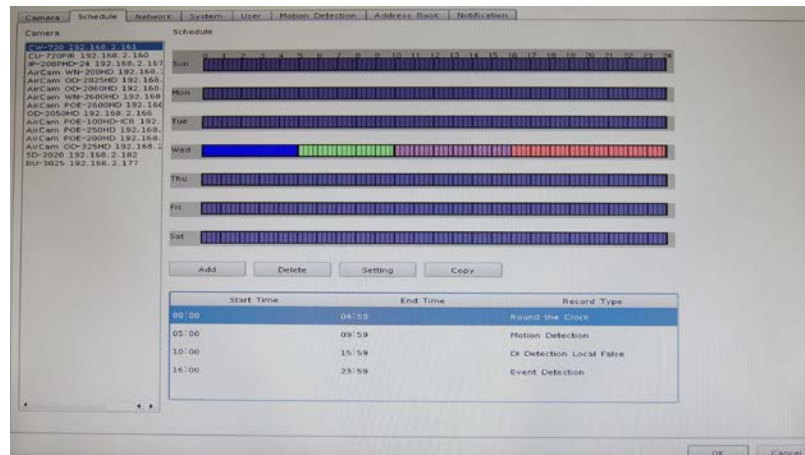 Camera Schedule Network System User Motion Detection Address Book Notification
Camera
Schedule
CW-720 192.168.2.161
CU-720PIR 192.168.2.160
IP-200PHD-24 192.168.2.167
AirCam WN-200HD 192.168.
AirCam OD-2025HD 192.168.
AirCam OD-2060HD 192.168.
AirCam WN-2600HD 192.168
AirCam POE-2600HD 192.168
OD-2050HD 192.168.2.166
AirCam POE-100HD-ICR 192.
AirCam POE-250HD 192.168.
AirCam POE-200HD 192.168.
AirCam OD-325HD 192.168.2
SD-2020 192.168.2.182
BU-3025 192.168.2.177
0 1 2 3 4 5 6 7 8 9 10 11 12 13 14 15 16 17 18 19 20 21 22 23 24
Sun
Mon
Tue
Wed
Thu
Fri
Sat
Add Delete Setting Copy
Start Time End Time Record Type
00:00 04:59 Round the Clock
05:00 09:59 Motion Detection
10:00 15:59 DI Detection Local False
16:00 23:59 Event Detection
OK Cancel